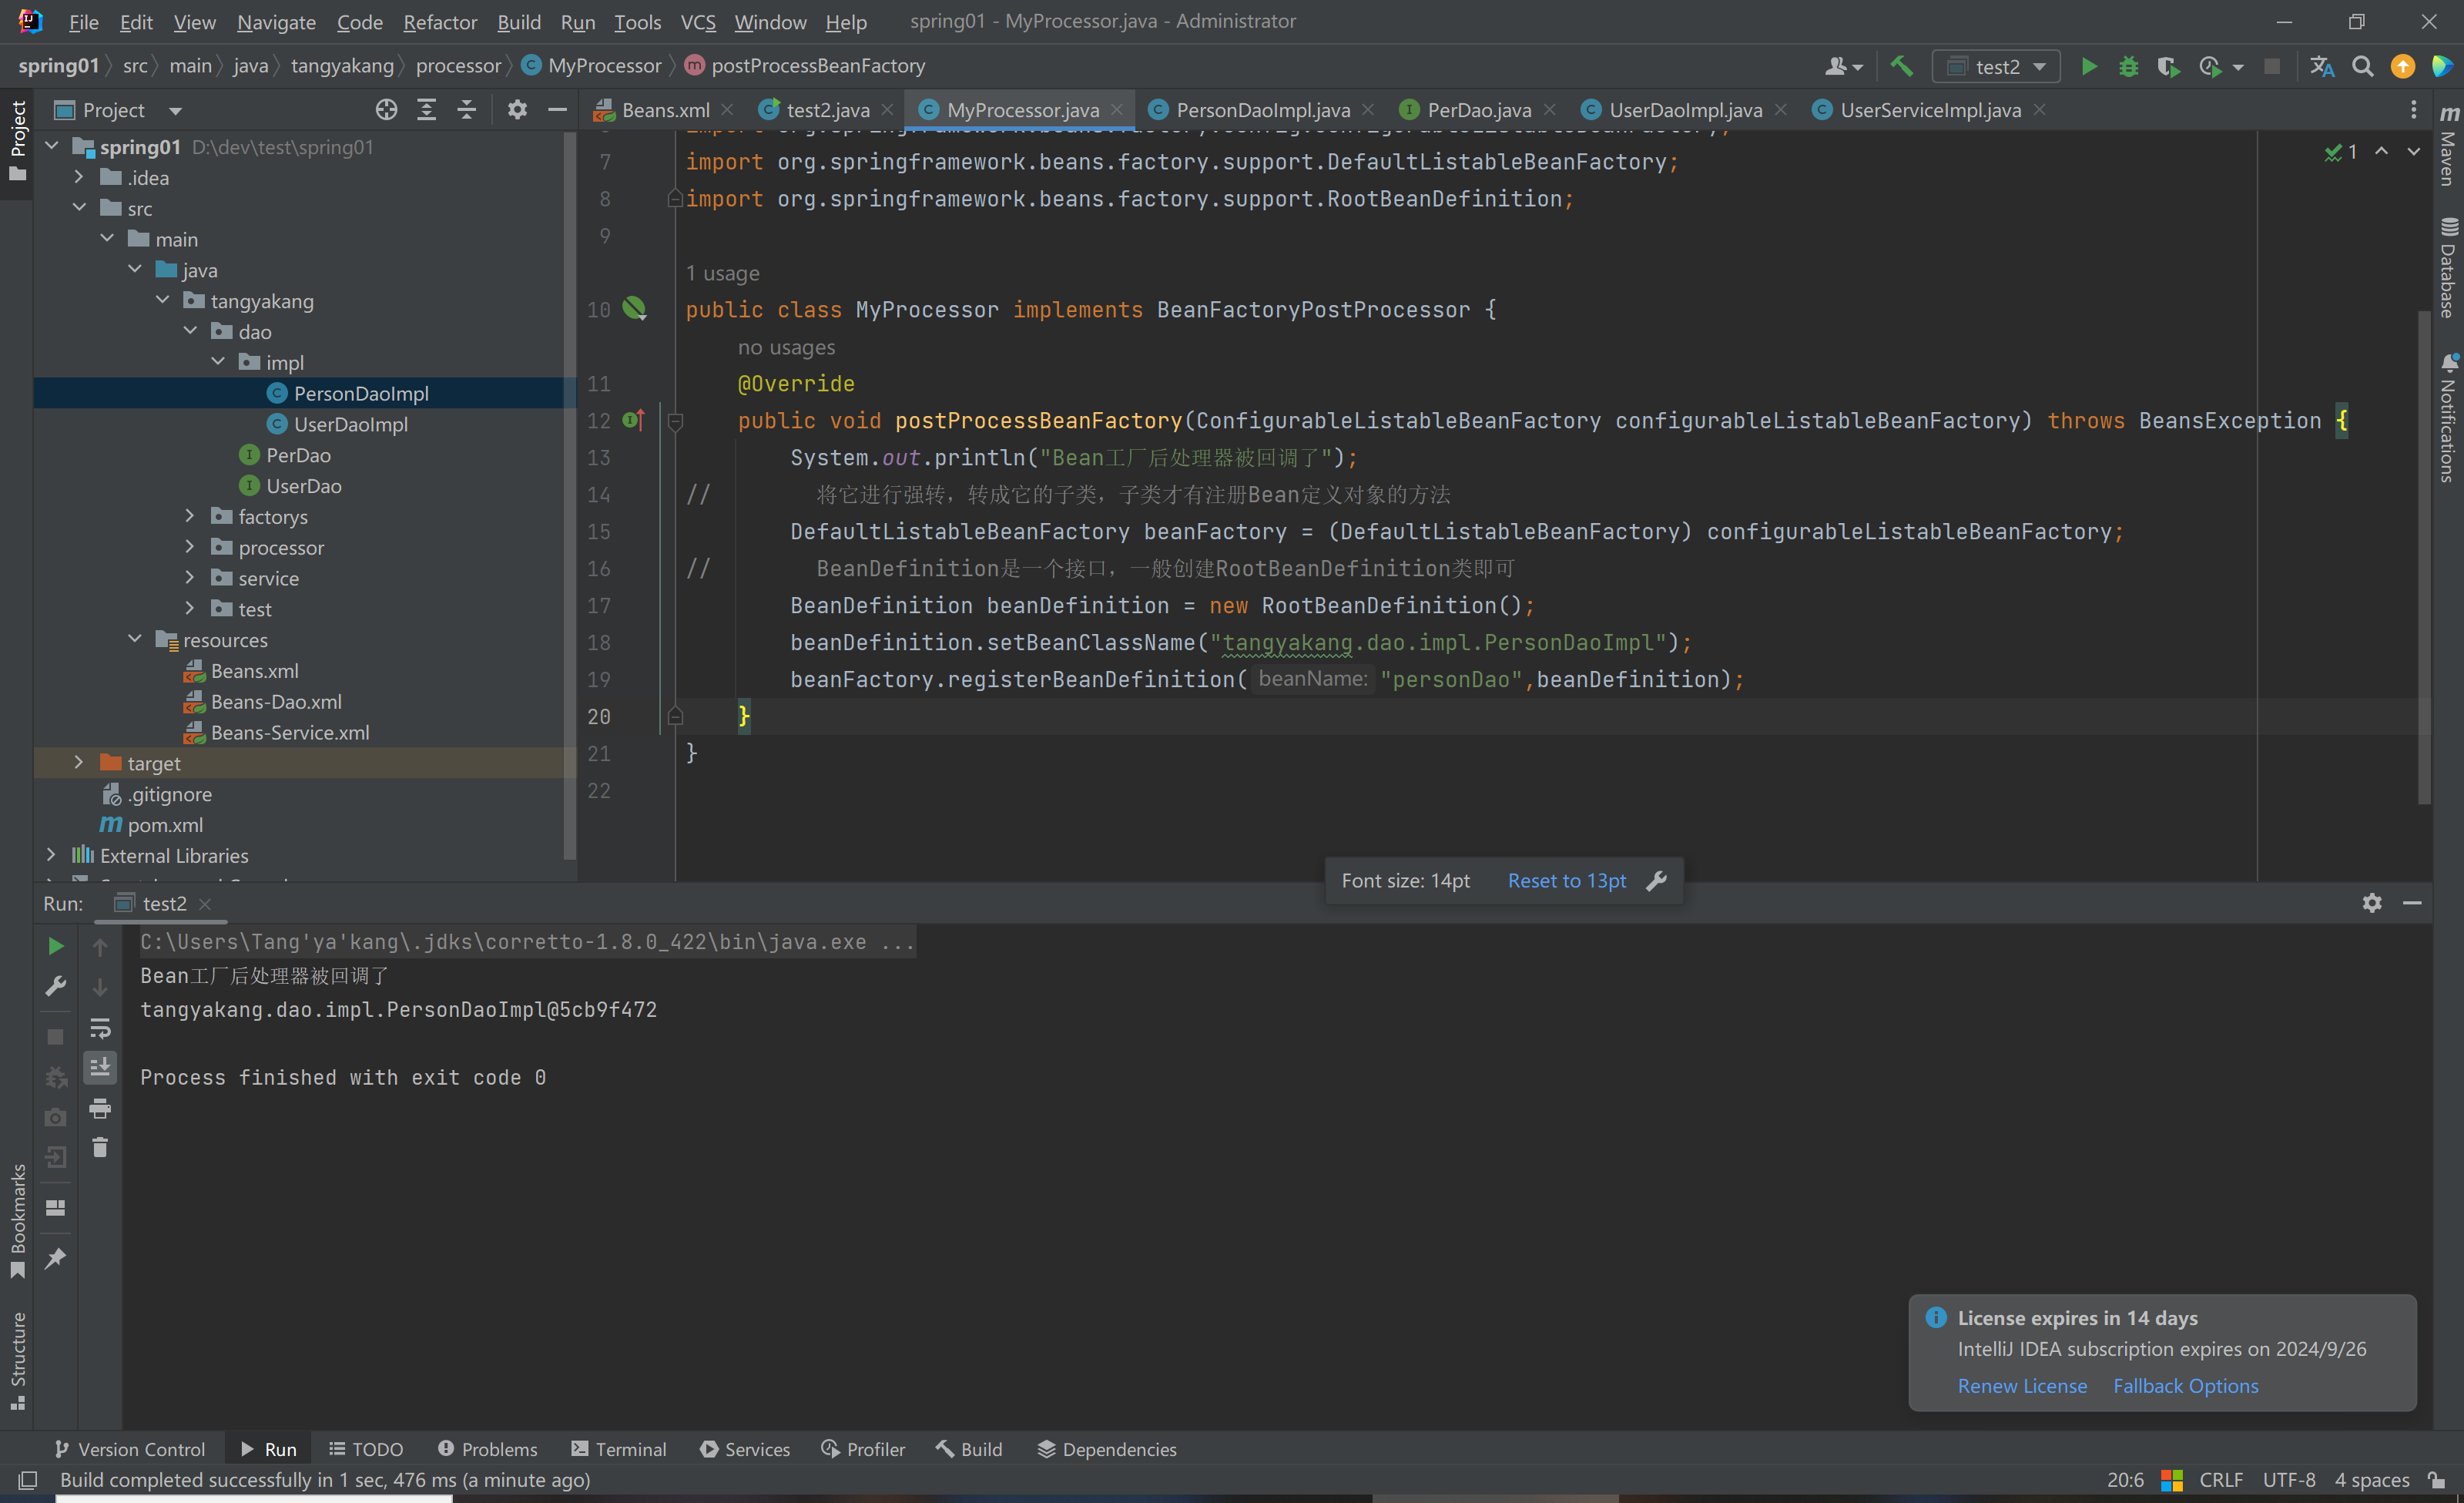 File Edit View Navigate Code Refactor Build Run Tools VCS Window Help spring01 - MyProcessor.java - Administrator
spring01 src main java tangyakang processor MyProcessor postProcessBeanFactory test2
Project
Beans.xml test2.java MyProcessor.java PersonDaoImpl.java PerDao.java UserDaoImpl.java UserServiceImpl.java
Project
Bookmarks
Structure
spring01 D:\dev\test\spring01
.idea
src
main
java
tangyakang
dao
impl
PersonDaoImpl
UserDaoImpl
PerDao
UserDao
factorys
processor
service
test
resources
Beans.xml
Beans-Dao.xml
Beans-Service.xml
target
.gitignore
pom.xml
External Libraries
7 import org.springframework.beans.factory.support.DefaultListableBeanFactory;
8 import org.springframework.beans.factory.support.RootBeanDefinition;
9
1 usage
10 public class MyProcessor implements BeanFactoryPostProcessor {
no usages
11 @Override
12 public void postProcessBeanFactory(ConfigurableListableBeanFactory configurableListableBeanFactory) throws BeansException {
13 System.out.println("Bean工厂后处理器被回调了");
14 // 将它进行强转，转成它的子类，子类才有注册Bean定义对象的方法
15 DefaultListableBeanFactory beanFactory = (DefaultListableBeanFactory) configurableListableBeanFactory;
16 // BeanDefinition是一个接口，一般创建RootBeanDefinition类即可
17 BeanDefinition beanDefinition = new RootBeanDefinition();
18 beanDefinition.setBeanClassName("tangyakang.dao.impl.PersonDaoImpl");
19 beanFactory.registerBeanDefinition( beanName: "personDao",beanDefinition);
20 }
21 }
22
1
Maven
Database
Notifications
Font size: 14pt Reset to 13pt
Run: test2
C:\Users\Tang'ya'kang\.jdks\corretto-1.8.0_422\bin\java.exe ...
Bean工厂后处理器被回调了
tangyakang.dao.impl.PersonDaoImpl@5cb9f472
Process finished with exit code 0
License expires in 14 days
IntelliJ IDEA subscription expires on 2024/9/26
Renew License Fallback Options
Version Control Run TODO Problems Terminal Services Profiler Build Dependencies
Build completed successfully in 1 sec, 476 ms (a minute ago) 20:6 CRLF UTF-8 4 spaces